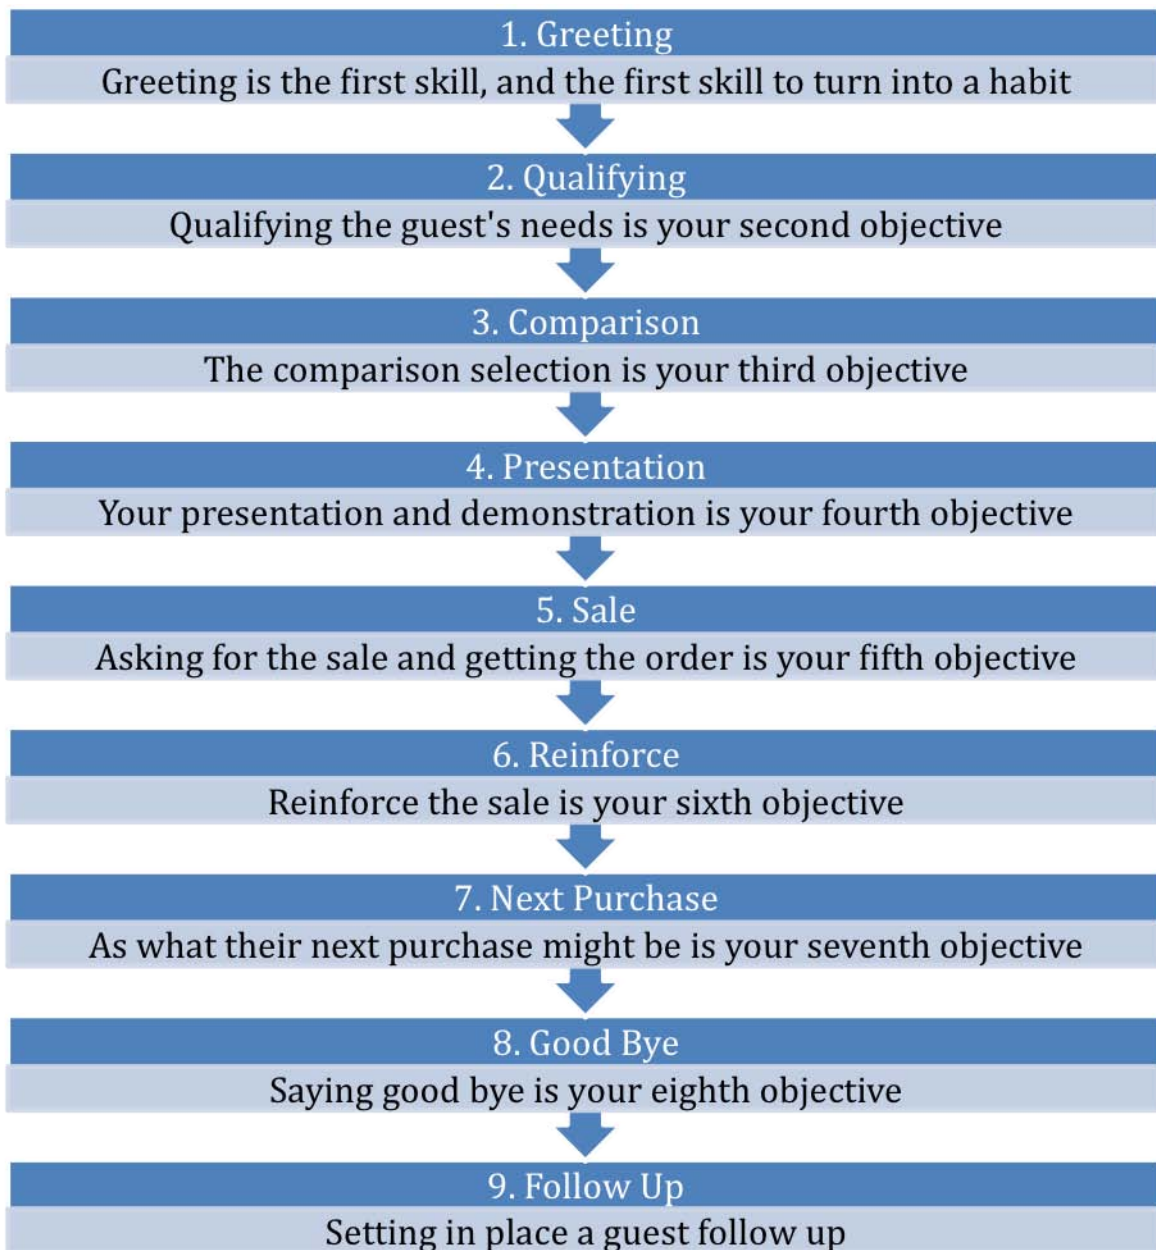 1. Greeting
Greeting is the first skill, and the first skill to turn into a habit
2. Qualifying
Qualifying the guest's needs is your second objective
3. Comparison
The comparison selection is your third objective
4. Presentation
Your presentation and demonstration is your fourth objective
5. Sale
Asking for the sale and getting the order is your fifth objective
6. Reinforce
Reinforce the sale is your sixth objective
7. Next Purchase
As what their next purchase might be is your seventh objective
8. Good Bye
Saying good bye is your eighth objective
9. Follow Up
Setting in place a guest follow up